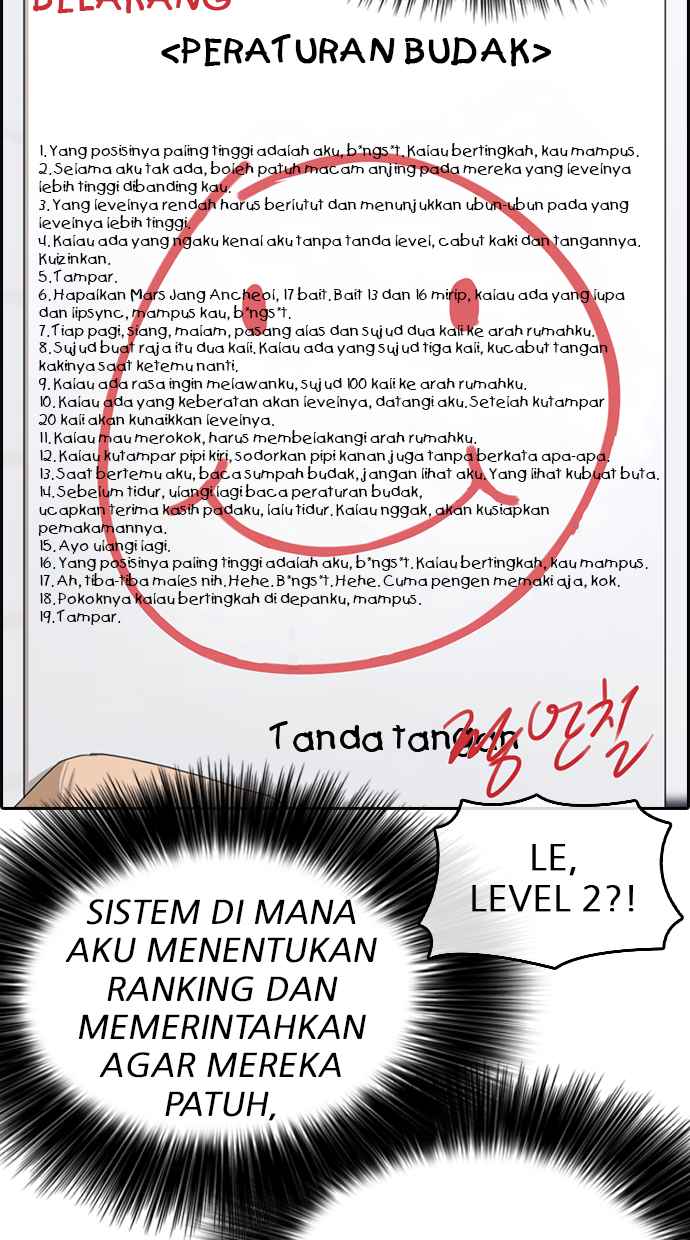 BELAKANG
<PERATURAN BUDAK>
1. Yang posisinya paling tinggi adalah aku, b*ngs*t. Kalau bertingkah, kau mampus.
2. Selama aku tak ada, boleh patuh macam anjing pada mereka yang levelnya
lebih tinggi dibanding kau.
3. Yang levelnya rendah harus berlutut dan menunjukkan ubun-ubun pada yang
levelnya lebih tinggi.
4. Kalau ada yang ngaku kenal aku tanpa tanda level, cabut kaki dan tangannya.
Kuizinkan.
5. Tampar.
6. Hapalkan Mars Jang Ancheol, 17 bait. Bait 13 dan 16 mirip, kalau ada yang lupa
dan lipsync, mampus kau, b*ngs*t.
7. Tiap pagi, siang, malam, pasang alas dan sujud dua kali ke arah rumahku.
8. Sujud buat raja itu dua kali. Kalau ada yang sujud tiga kali, kucabut tangan
kakinya saat ketemu nanti.
9. Kalau ada rasa ingin melawanku, sujud 100 kali ke arah rumahku.
10. Kalau ada yang keberatan akan levelnya, datangi aku. Setelah kutampar
20 kali akan kunaikkan levelnya.
11. Kalau mau merokok, harus membelakangi arah rumahku.
12. Kalau kutampar pipi kiri, sodorkan pipi kanan juga tanpa berkata apa-apa.
13. Saat bertemu aku, baca sumpah budak, jangan lihat aku. Yang lihat kubuat buta.
14. Sebelum tidur, ulangi lagi baca peraturan budak,
ucapkan terima kasih padaku, lalu tidur. Kalau nggak, akan kusiapkan
pemakamannya.
15. Ayo ulangi lagi.
16. Yang posisinya paling tinggi adalah aku, b*ngs*t. Kalau bertingkah, kau mampus.
17. Ah, tiba-tiba males nih. Hehe. B*ngs*t. Hehe. Cuma pengen memaki aja, kok.
18. Pokoknya kalau bertingkah di depanku, mampus.
19. Tampar.
Tanda tangan 짱안칠
LE,
LEVEL 2?!
SISTEM DI MANA
AKU MENENTUKAN
RANKING DAN
MEMERINTAHKAN
AGAR MEREKA
PATUH,